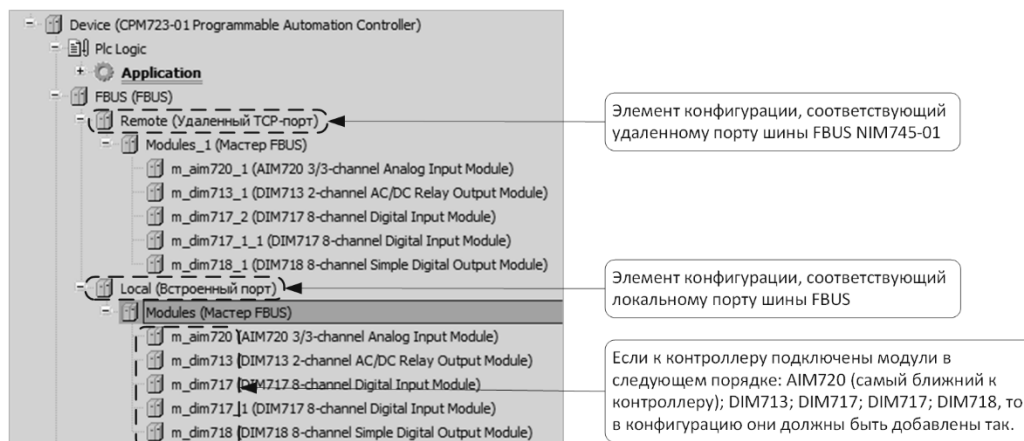 Device (CPM723-01 Programmable Automation Controller)
Plc Logic
Application
FBUS (FBUS)
Remote (Удаленный TCP-порт)
Modules_1 (Мастер FBUS)
m_aim720_1 (AIM720 3/3-channel Analog Input Module)
m_dim713_1 (DIM713 2-channel AC/DC Relay Output Module)
m_dim717_2 (DIM717 8-channel Digital Input Module)
m_dim717_1_1 (DIM717 8-channel Digital Input Module)
m_dim718_1 (DIM718 8-channel Simple Digital Output Module)
Local (Встроенный порт)
Modules (Мастер FBUS)
m_aim720 (AIM720 3/3-channel Analog Input Module)
m_dim713 (DIM713 2-channel AC/DC Relay Output Module)
m_dim717 (DIM717 8-channel Digital Input Module)
m_dim717_1 (DIM717 8-channel Digital Input Module)
m_dim718 (DIM718 8-channel Simple Digital Output Module)
Элемент конфигурации, соответствующий
удаленному порту шины FBUS NIM745-01
Элемент конфигурации, соответствующий
локальному порту шины FBUS
Если к контроллеру подключены модули в
следующем порядке: AIM720 (самый ближний к
контроллеру); DIM713; DIM717; DIM717; DIM718, то
в конфигурацию они должны быть добавлены так.